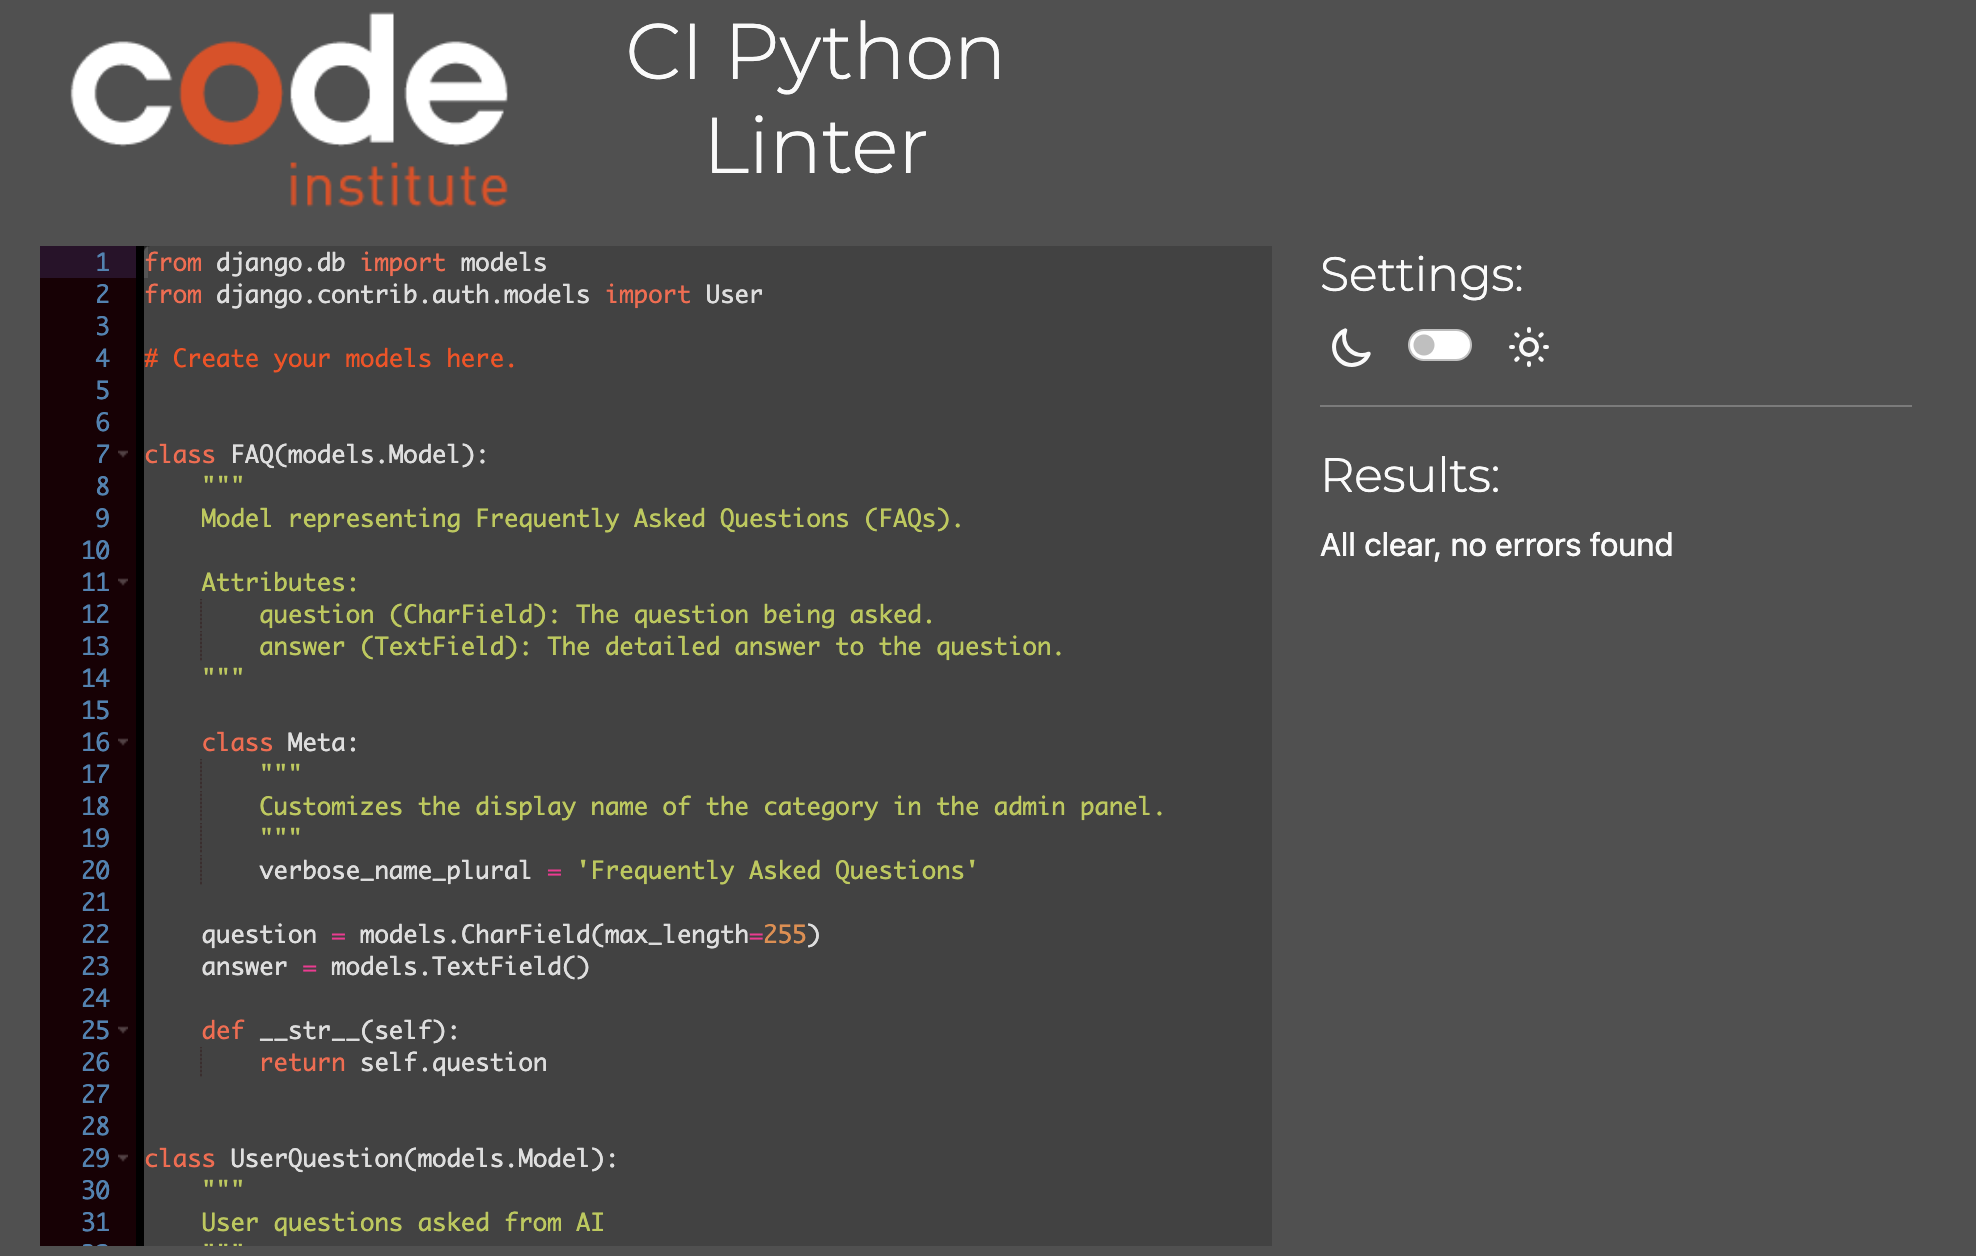 code
institute
CI Python
Linter
1 from django.db import models
2 from django.contrib.auth.models import User
3
4 # Create your models here.
5
6
7 class FAQ(models.Model):
8     """
9     Model representing Frequently Asked Questions (FAQs).
10
11     Attributes:
12         question (CharField): The question being asked.
13         answer (TextField): The detailed answer to the question.
14     """
15
16     class Meta:
17         """
18         Customizes the display name of the category in the admin panel.
19         """
20         verbose_name_plural = 'Frequently Asked Questions'
21
22     question = models.CharField(max_length=255)
23     answer = models.TextField()
24
25     def __str__(self):
26         return self.question
27
28
29 class UserQuestion(models.Model):
30     """
31     User questions asked from AI
Settings:
Results:
All clear, no errors found